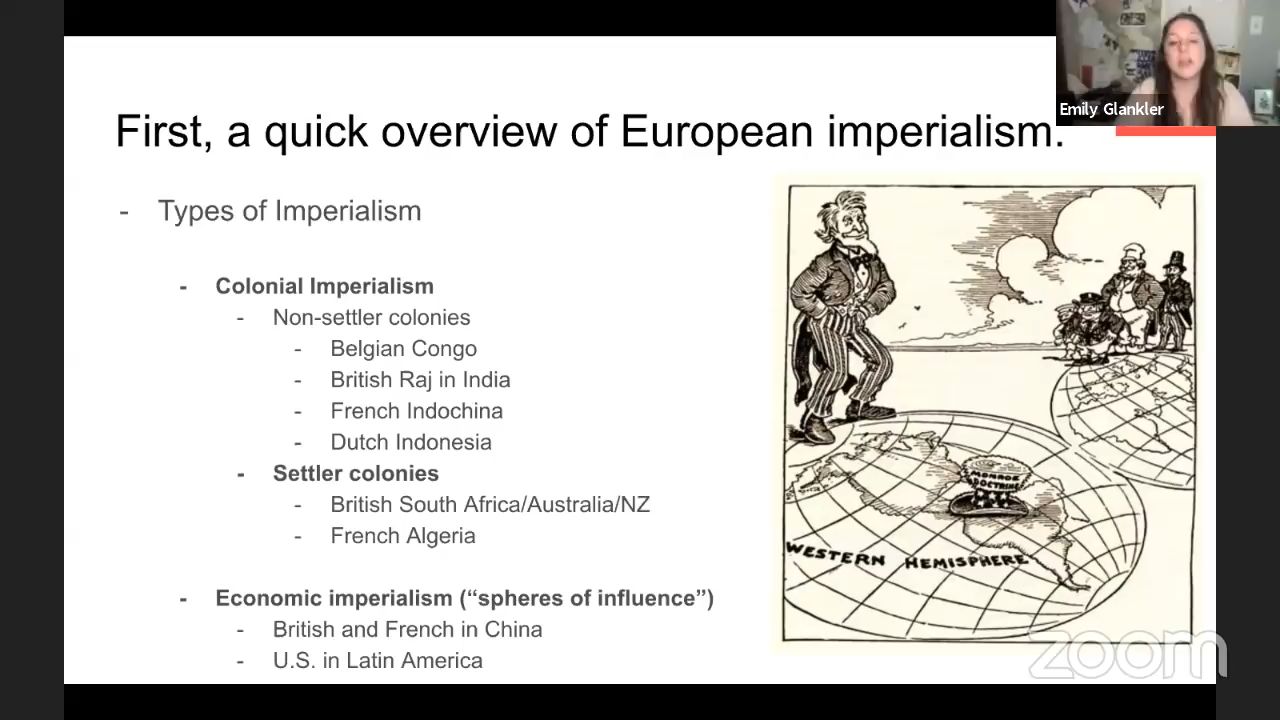 Emily Glankler
First, a quick overview of European imperialism.
- Types of Imperialism
- Colonial Imperialism
- Non-settler colonies
- Belgian Congo
- British Raj in India
- French Indochina
- Dutch Indonesia
- Settler colonies
- British South Africa/Australia/NZ
- French Algeria
- Economic imperialism (“spheres of influence”)
- British and French in China
- U.S. in Latin America
MONROE
DOCTRINE
WESTERN HEMISPHERE
zoom